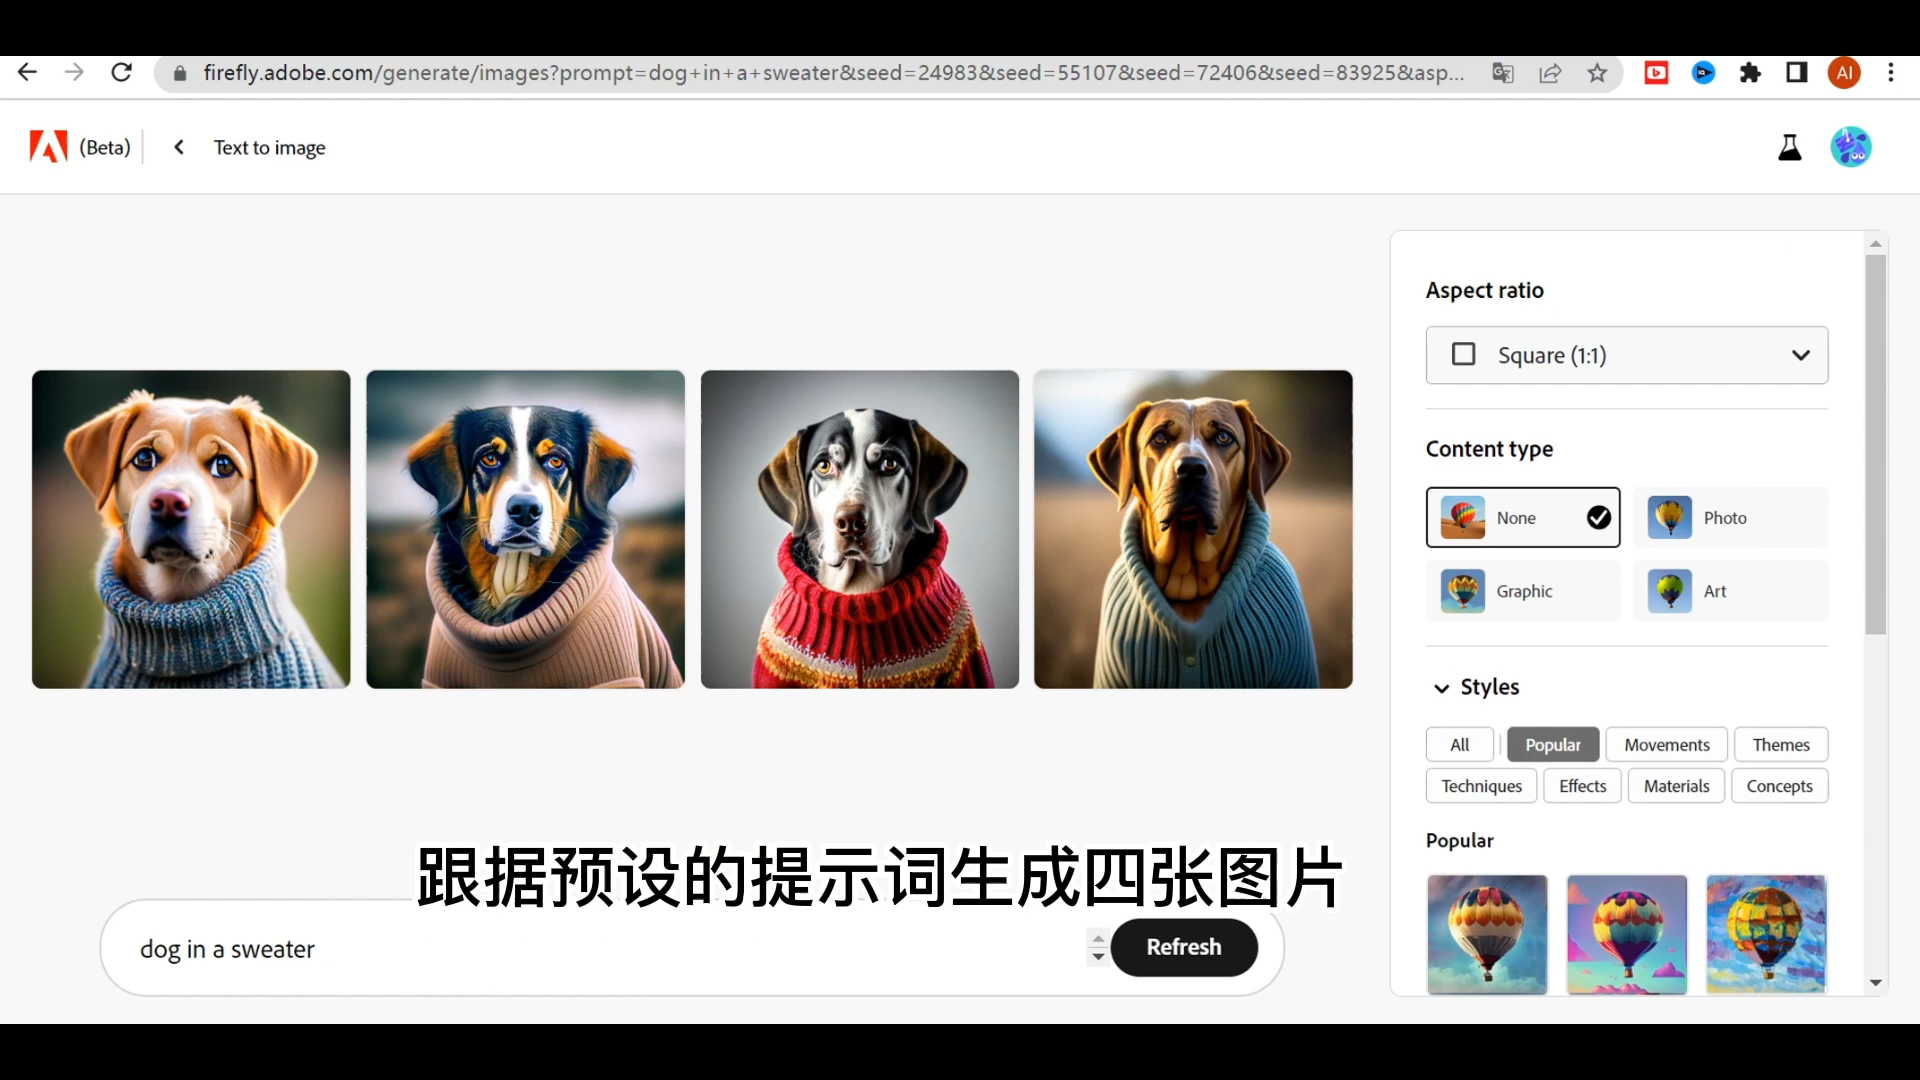 firefly.adobe.com/generate/images?prompt=dog+in+a+sweater&seed=24983&seed=55107&seed=72406&seed=83925&asp...
AI
(Beta)
Text to image
Aspect ratio
Square (1:1)
Content type
None
Photo
Graphic
Art
Styles
All
Popular
Movements
Themes
Techniques
Effects
Materials
Concepts
Popular
跟据预设的提示词生成四张图片
dog in a sweater
Refresh